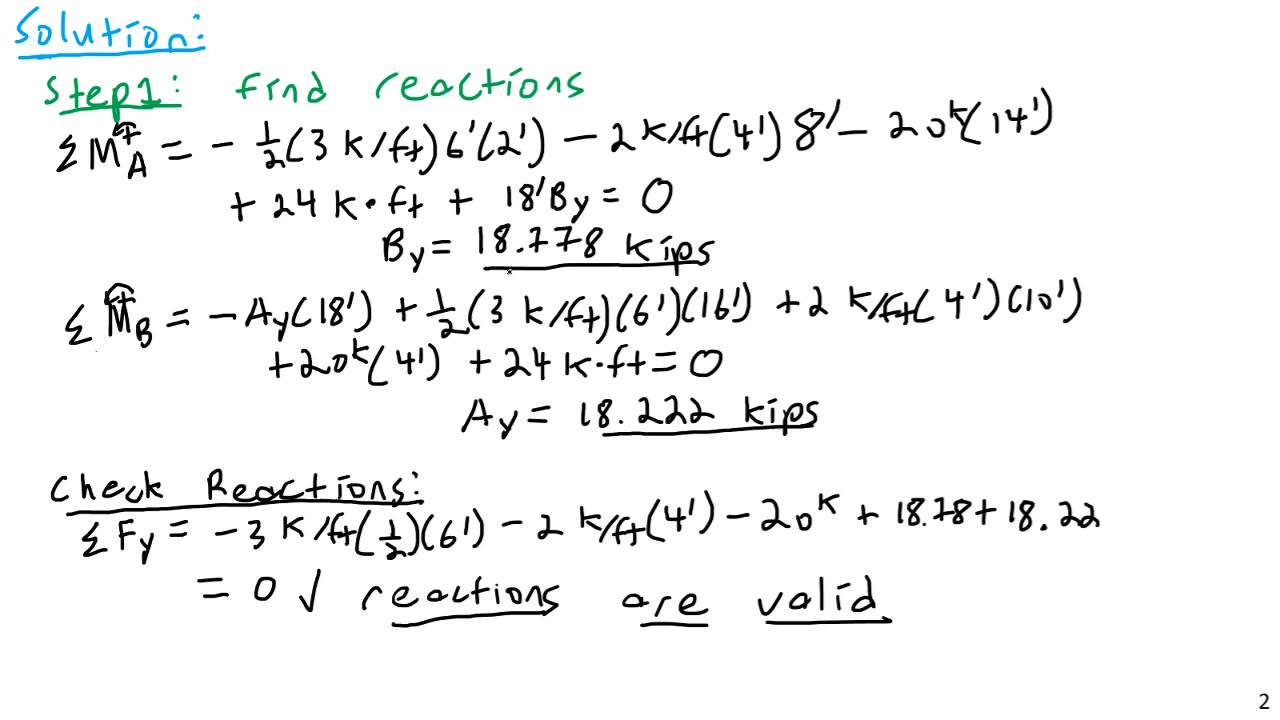 Solution:
Step 1: find reactions
ΣM_A = - 1/2(3 k/ft)6'(2') - 2k/ft(4')8' - 20k(14')
+ 24 k·ft + 18'By = 0
By = 18.778 kips
ΣM_B = -Ay(18') + 1/2(3 k/ft)(6')(16') + 2 k/ft(4')(10')
+20k(4') + 24 k·ft = 0
Ay = 18.222 kips
Check Reactions:
ΣFy = -3 k/ft(1/2)(6') - 2 k/ft(4') - 20k + 18.78 + 18.22
= 0 ✓ reactions are valid
2